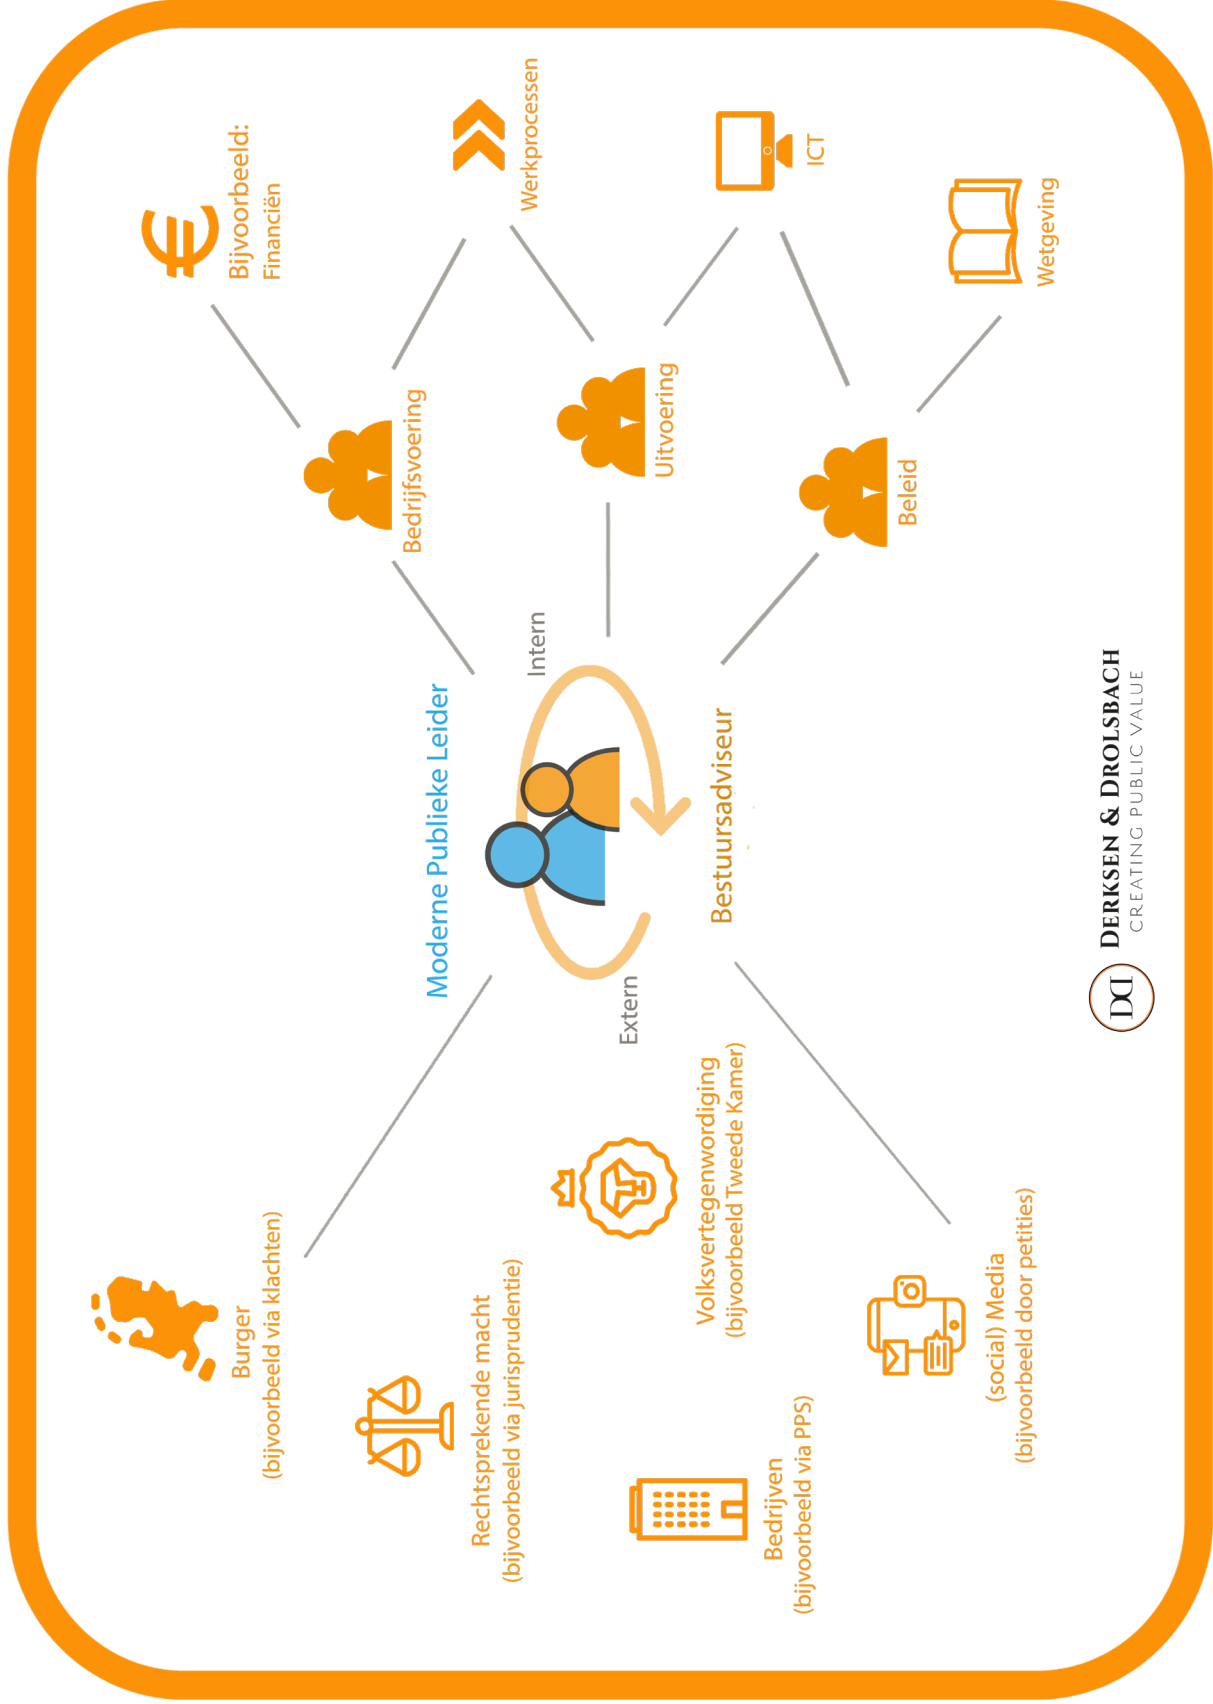 Burger
(bijvoorbeeld via klachten)
Rechtsprekende macht
(bijvoorbeeld via jurisprudentie)
Bedrijven
(bijvoorbeeld via PPS)
Volksvertegenwordiging
(bijvoorbeeld Tweede Kamer)
(social) Media
(bijvoorbeeld door petities)
Moderne Publieke Leider
Extern
Intern
Bestuursadviseur
Bedrijfsvoering
Uitvoering
Beleid
Bijvoorbeeld:
Financiën
Werkprocessen
ICT
Wetgeving
DD
DERKSEN & DROLSBACH
CREATING PUBLIC VALUE